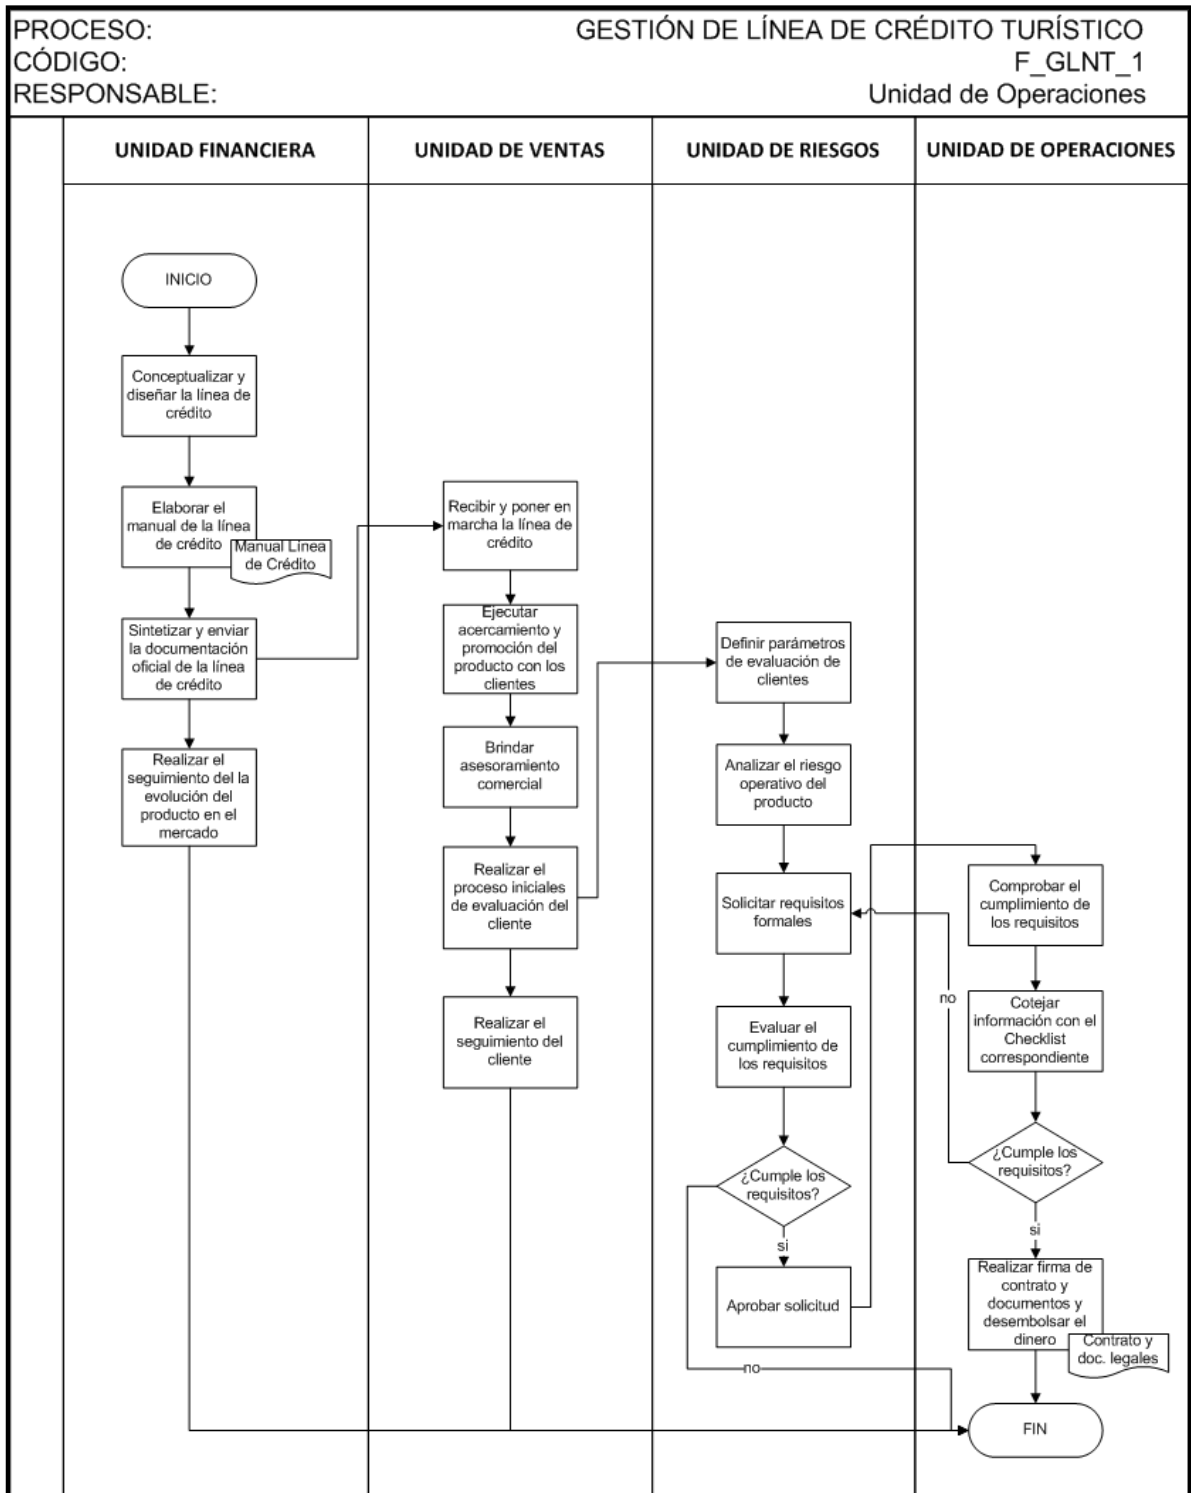 PROCESO: GESTIÓN DE LÍNEA DE CRÉDITO TURÍSTICO
CÓDIGO: F_GLNT_1
RESPONSABLE: Unidad de Operaciones
UNIDAD FINANCIERA
UNIDAD DE VENTAS
UNIDAD DE RIESGOS
UNIDAD DE OPERACIONES
INICIO
Conceptualizar y
diseñar la línea de
crédito
Elaborar el
manual de la línea
de crédito
Manual Línea
de Crédito
Sintetizar y enviar
la documentación
oficial de la línea
de crédito
Realizar el
seguimiento del la
evolución del
producto en el
mercado
Recibir y poner en
marcha la línea de
crédito
Ejecutar
acercamiento y
promoción del
producto con los
clientes
Brindar
asesoramiento
comercial
Realizar el
proceso iniciales
de evaluación del
cliente
Realizar el
seguimiento del
cliente
Definir parámetros
de evaluación de
clientes
Analizar el riesgo
operativo del
producto
Solicitar requisitos
formales
Evaluar el
cumplimiento de
los requisitos
¿Cumple los
requisitos?
si
Aprobar solicitud
no
Comprobar el
cumplimiento de
los requisitos
no
Cotejar
información con el
Checklist
correspondiente
¿Cumple los
requisitos?
si
Realizar firma de
contrato y
documentos y
desembolsar el
dinero
Contrato y
doc. legales
FIN